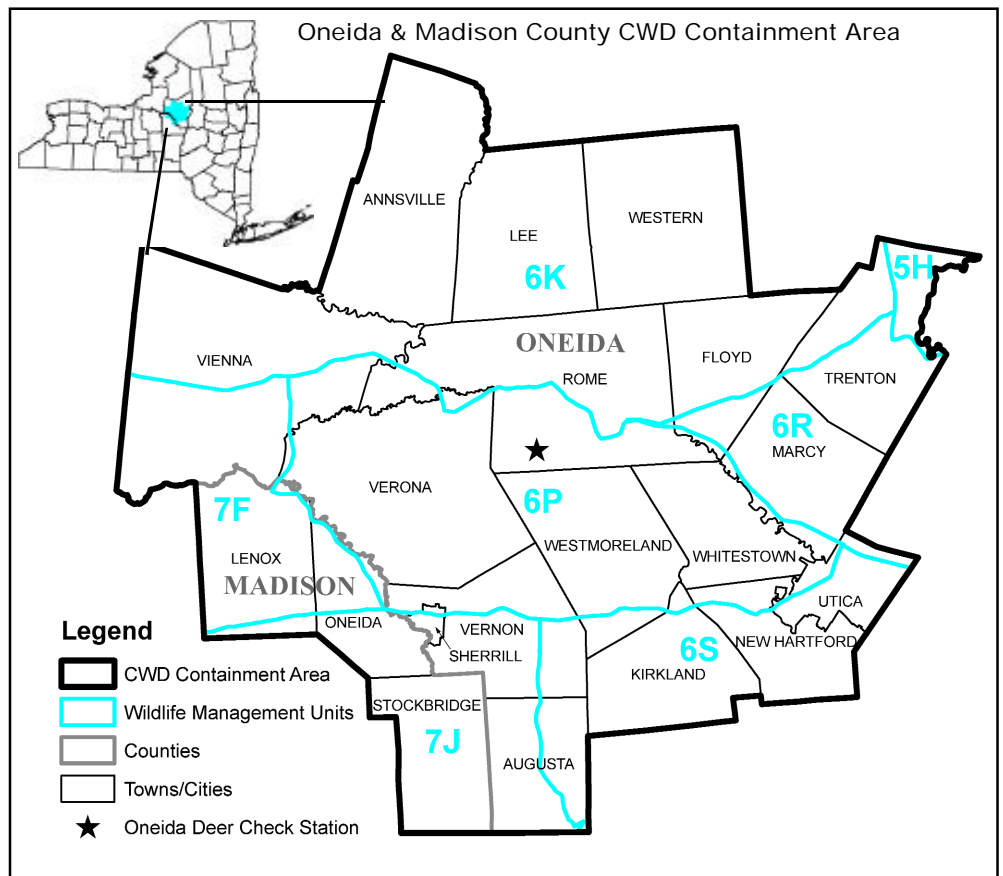 Oneida & Madison County CWD Containment Area
ANNSVILLE
WESTERN
LEE
6K
5H
ONEIDA
VIENNA
FLOYD
ROME
TRENTON
6R
MARCY
VERONA
6P
7F
WESTMORELAND
WHITESTOWN
LENOX
MADISON
UTICA
ONEIDA
VERNON
NEW HARTFORD
SHERRILL
6S
KIRKLAND
STOCKBRIDGE
7J
AUGUSTA
Legend
CWD Containment Area
Wildlife Management Units
Counties
Towns/Cities
Oneida Deer Check Station